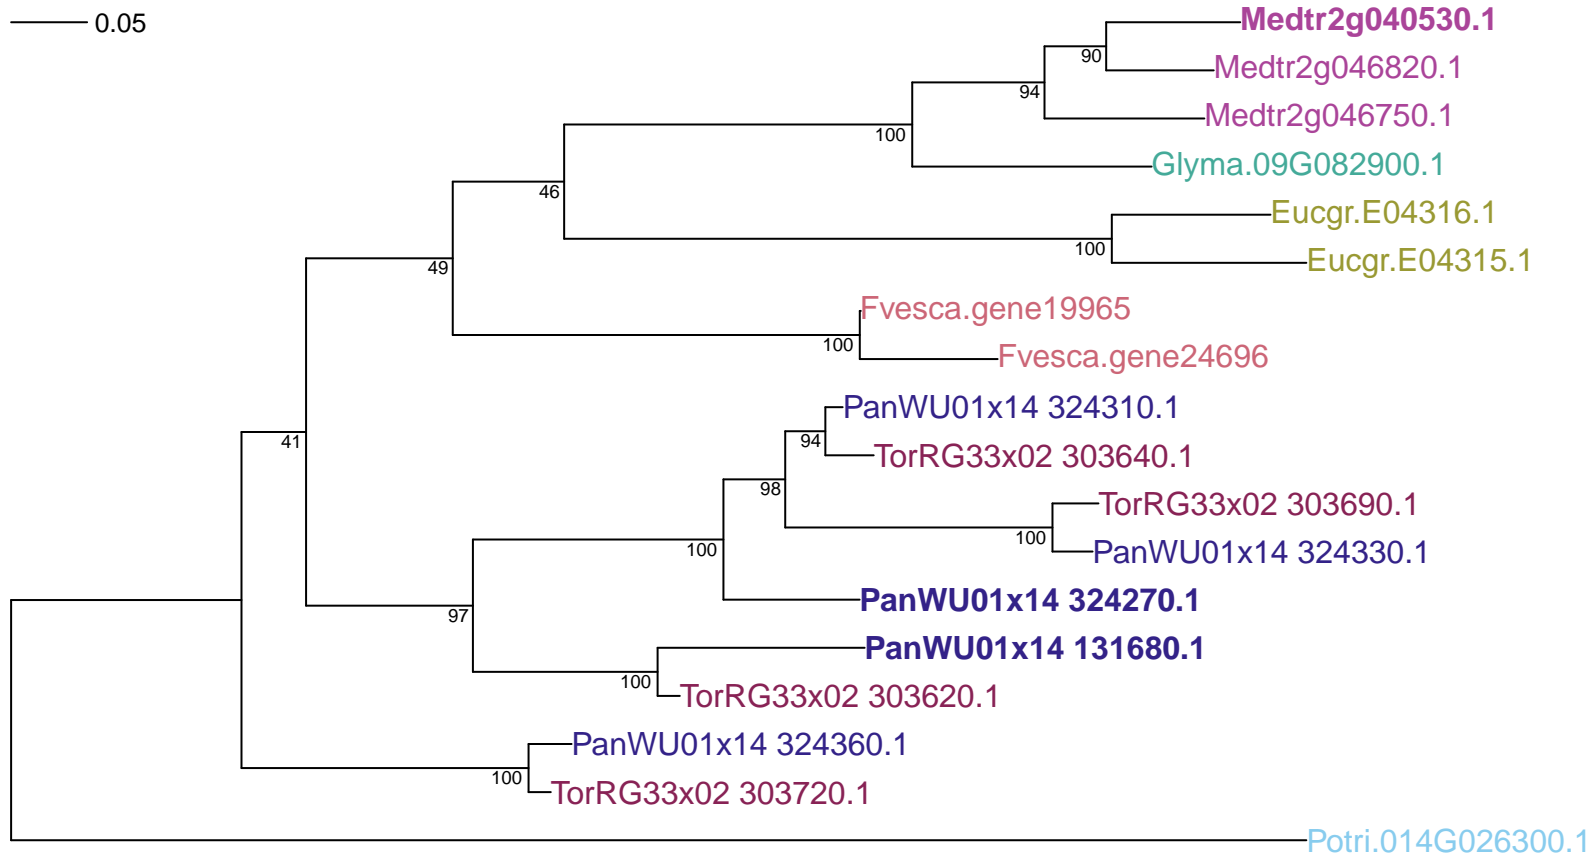 0.05
Medtr2g040530.1
90
Medtr2g046820.1
94
Medtr2g046750.1
100
Glyma.09G082900.1
46
Eucgr.E04316.1
100
Eucgr.E04315.1
49
Fvesca.gene19965
100
Fvesca.gene24696
41
PanWU01x14 324310.1
94
TorRG33x02 303640.1
98
TorRG33x02 303690.1
100
PanWU01x14 324330.1
100
PanWU01x14 324270.1
97
PanWU01x14 131680.1
100
TorRG33x02 303620.1
PanWU01x14 324360.1
100
TorRG33x02 303720.1
Potri.014G026300.1